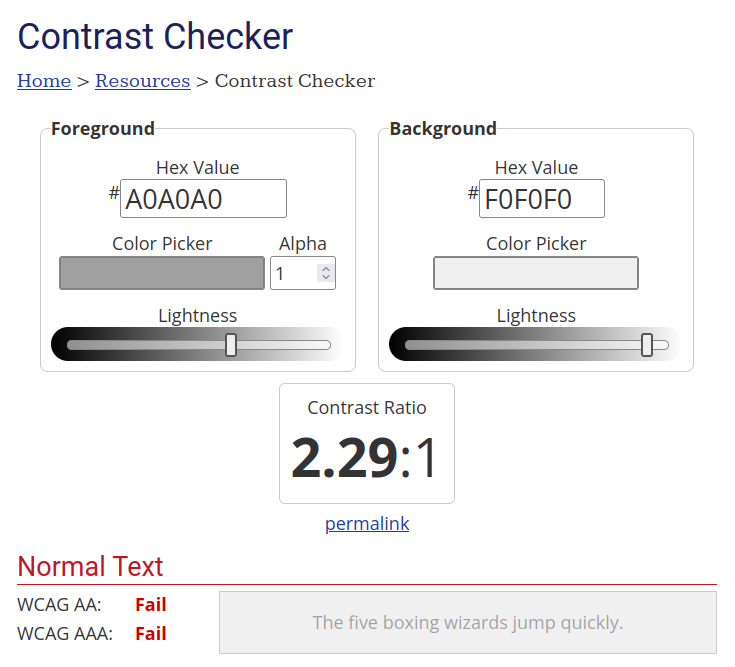 Contrast Checker
Home > Resources > Contrast Checker
Foreground
Hex Value
#A0A0A0
Color Picker Alpha
1
Lightness
Background
Hex Value
#F0F0F0
Color Picker
Lightness
Contrast Ratio
2.29:1
permalink
Normal Text
WCAG AA: Fail
WCAG AAA: Fail
The five boxing wizards jump quickly.